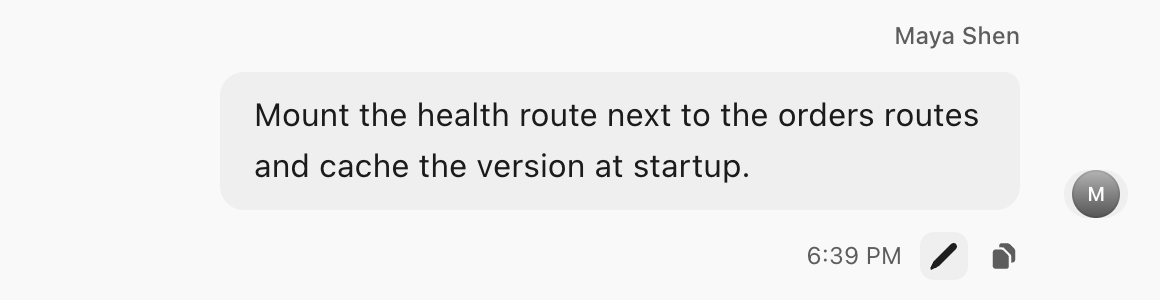 Maya Shen
Mount the health route next to the orders routes
and cache the version at startup.
M
6:39 PM